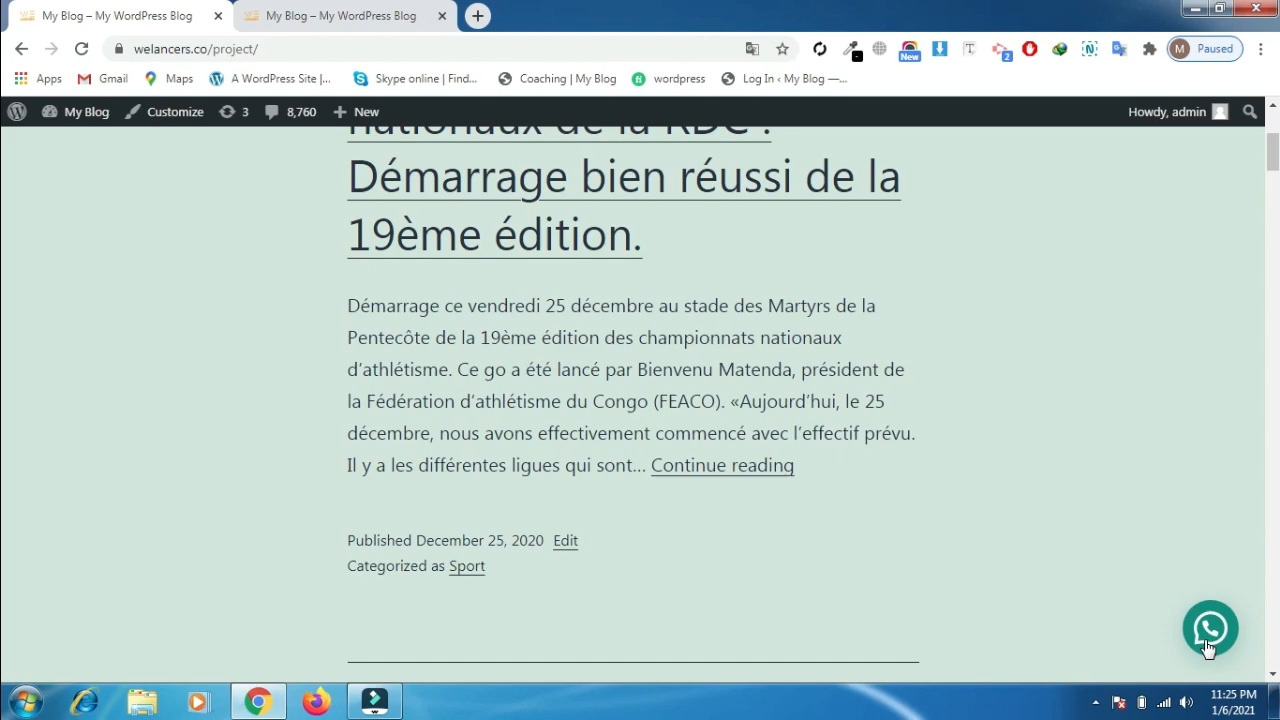 My Blog – My WordPress Blog
My Blog – My WordPress Blog
welancers.co/project/
New
2
M Paused
Apps
Gmail
Maps
A WordPress Site |...
Skype online | Find...
Coaching | My Blog
wordpress
Log In ‹ My Blog —...
My Blog
Customize
3
8,760
New
Howdy, admin
nationaux de la RDC :
Démarrage bien réussi de la
19ème édition.
Démarrage ce vendredi 25 décembre au stade des Martyrs de la
Pentecôte de la 19ème édition des championnats nationaux
d’athlétisme. Ce go a été lancé par Bienvenu Matenda, président de
la Fédération d’athlétisme du Congo (FEACO). «Aujourd’hui, le 25
décembre, nous avons effectivement commencé avec l’effectif prévu.
Il y a les différentes ligues qui sont… Continue reading
Published December 25, 2020 Edit
Categorized as Sport
11:25 PM
1/6/2021